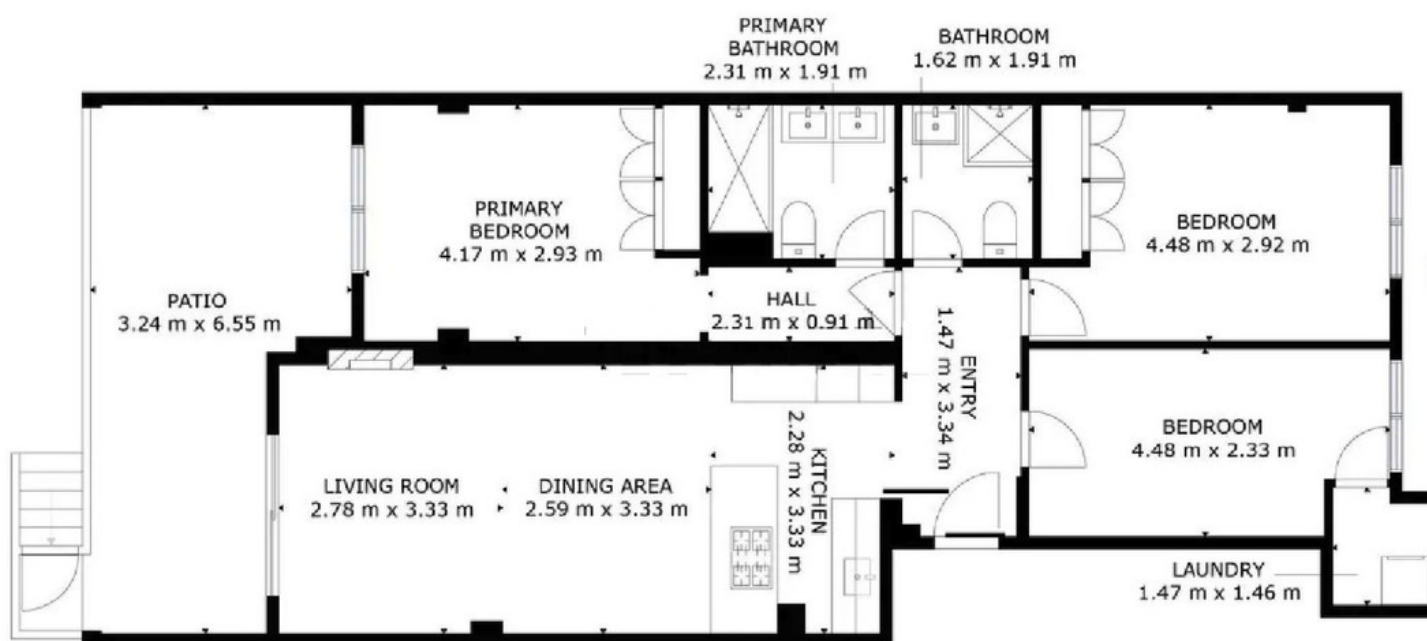 PRIMARY
BATHROOM
2.31 m x 1.91 m
BATHROOM
1.62 m x 1.91 m
PRIMARY
BEDROOM
4.17 m x 2.93 m
BEDROOM
4.48 m x 2.92 m
PATIO
3.24 m x 6.55 m
HALL
2.31 m x 0.91 m
ENTRY
1.47 m x 3.34 m
BEDROOM
4.48 m x 2.33 m
LIVING ROOM
2.78 m x 3.33 m
DINING AREA
2.59 m x 3.33 m
KITCHEN
2.28 m x 3.33 m
LAUNDRY
1.47 m x 1.46 m